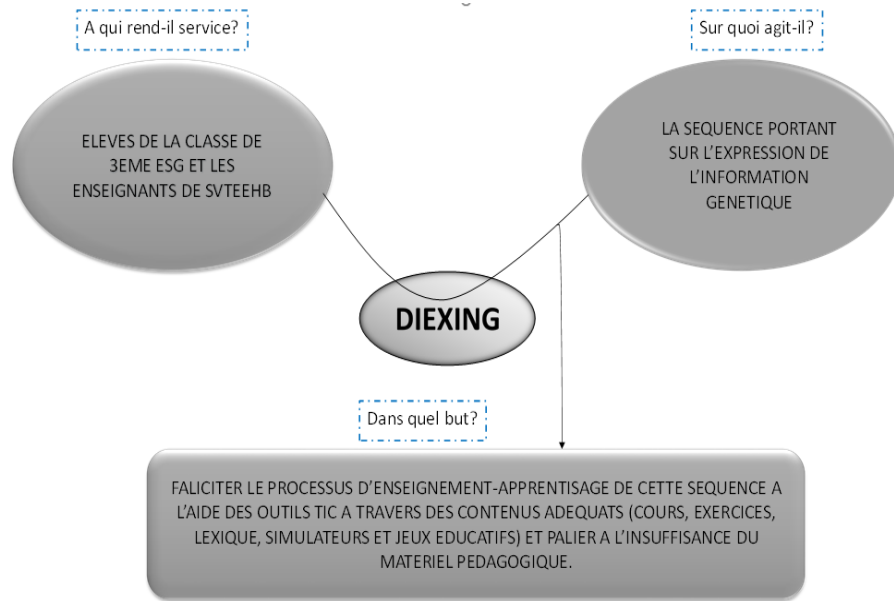 A qui rend-il service?
Sur quoi agit-il?
ELEVES DE LA CLASSE DE
3EME ESG ET LES
ENSEIGNANTS DE SVTEEHB
LA SEQUENCE PORTANT
SUR L’EXPRESSION DE
L’INFORMATION
GENETIQUE
DIEXING
Dans quel but?
FALICITER LE PROCESSUS D’ENSEIGNEMENT-APPRENTISAGE DE CETTE SEQUENCE A
L’AIDE DES OUTILS TIC A TRAVERS DES CONTENUS ADEQUATS (COURS, EXERCICES,
LEXIQUE, SIMULATEURS ET JEUX EDUCATIFS) ET PALIER A L’INSUFFISANCE DU
MATERIEL PEDAGOGIQUE.